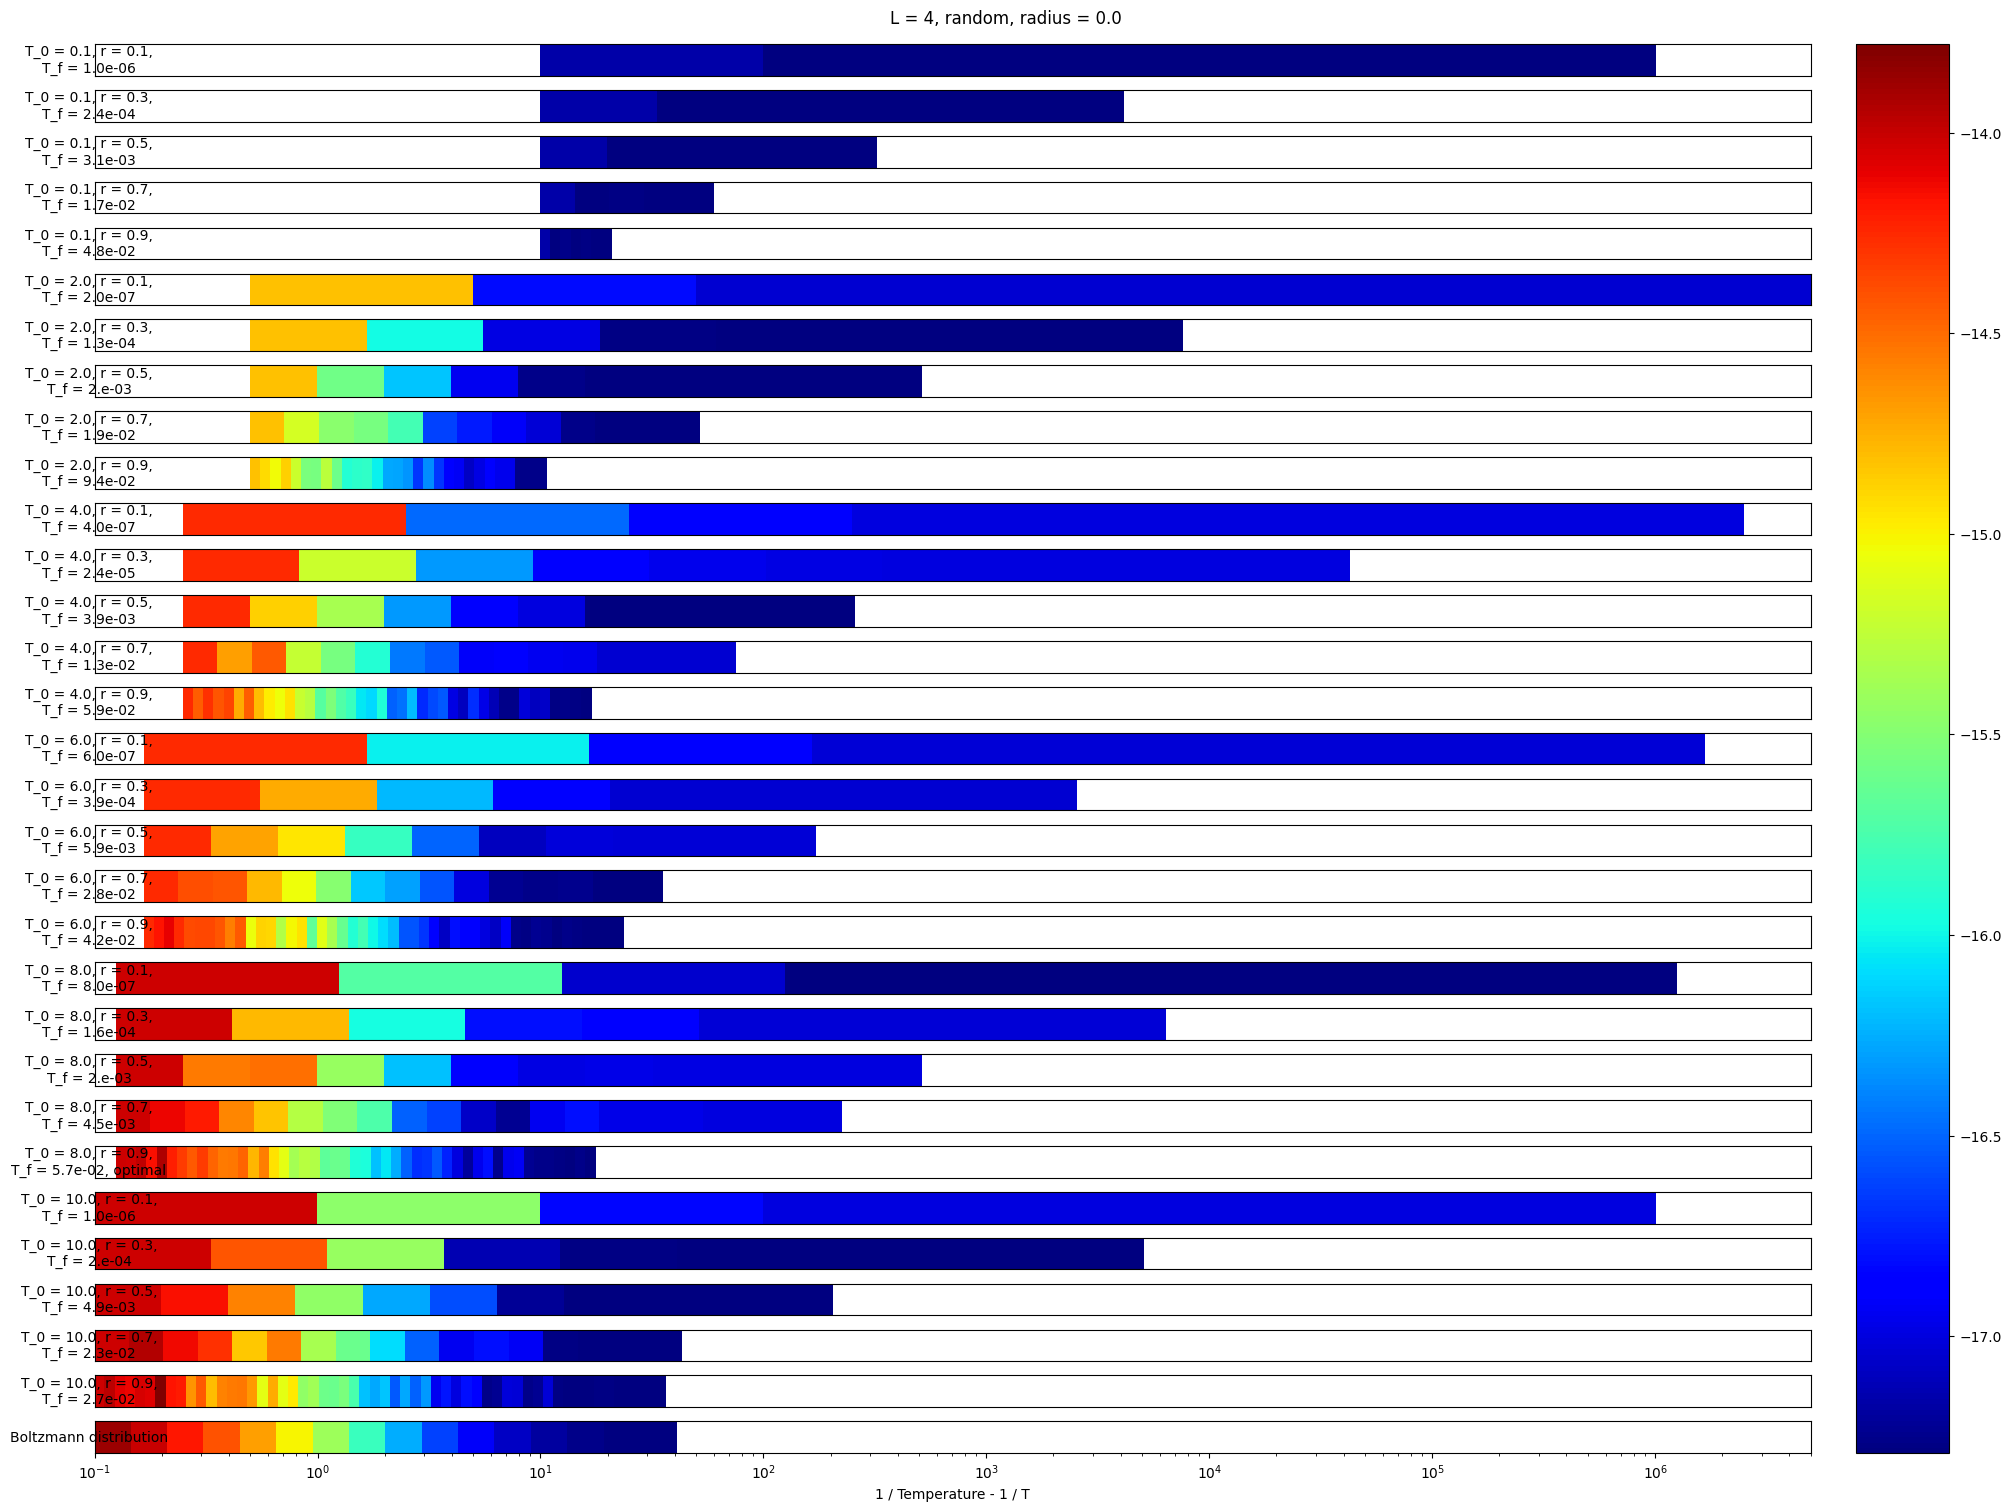 L = 4, random, radius = 0.0
T_0 = 0.1, r = 0.1,
T_f = 1.0e-06
T_0 = 0.1, r = 0.3,
T_f = 2.4e-04
T_0 = 0.1, r = 0.5,
T_f = 3.1e-03
T_0 = 0.1, r = 0.7,
T_f = 1.7e-02
T_0 = 0.1, r = 0.9,
T_f = 4.8e-02
T_0 = 2.0, r = 0.1,
T_f = 2.0e-07
T_0 = 2.0, r = 0.3,
T_f = 1.3e-04
T_0 = 2.0, r = 0.5,
T_f = 2.e-03
T_0 = 2.0, r = 0.7,
T_f = 1.9e-02
T_0 = 2.0, r = 0.9,
T_f = 9.4e-02
T_0 = 4.0, r = 0.1,
T_f = 4.0e-07
T_0 = 4.0, r = 0.3,
T_f = 2.4e-05
T_0 = 4.0, r = 0.5,
T_f = 3.9e-03
T_0 = 4.0, r = 0.7,
T_f = 1.3e-02
T_0 = 4.0, r = 0.9,
T_f = 5.9e-02
T_0 = 6.0, r = 0.1,
T_f = 6.0e-07
T_0 = 6.0, r = 0.3,
T_f = 3.9e-04
T_0 = 6.0, r = 0.5,
T_f = 5.9e-03
T_0 = 6.0, r = 0.7,
T_f = 2.8e-02
T_0 = 6.0, r = 0.9,
T_f = 4.2e-02
T_0 = 8.0, r = 0.1,
T_f = 8.0e-07
T_0 = 8.0, r = 0.3,
T_f = 1.6e-04
T_0 = 8.0, r = 0.5,
T_f = 2.e-03
T_0 = 8.0, r = 0.7,
T_f = 4.5e-03
T_0 = 8.0, r = 0.9,
T_f = 5.7e-02, optimal
T_0 = 10.0, r = 0.1,
T_f = 1.0e-06
T_0 = 10.0, r = 0.3,
T_f = 2.e-04
T_0 = 10.0, r = 0.5,
T_f = 4.9e-03
T_0 = 10.0, r = 0.7,
T_f = 2.3e-02
T_0 = 10.0, r = 0.9,
T_f = 2.7e-02
Boltzmann distribution
10⁻¹ 10⁰ 10¹ 10² 10³ 10⁴ 10⁵ 10⁶
1 / Temperature - 1 / T
−14.0
−14.5
−15.0
−15.5
−16.0
−16.5
−17.0